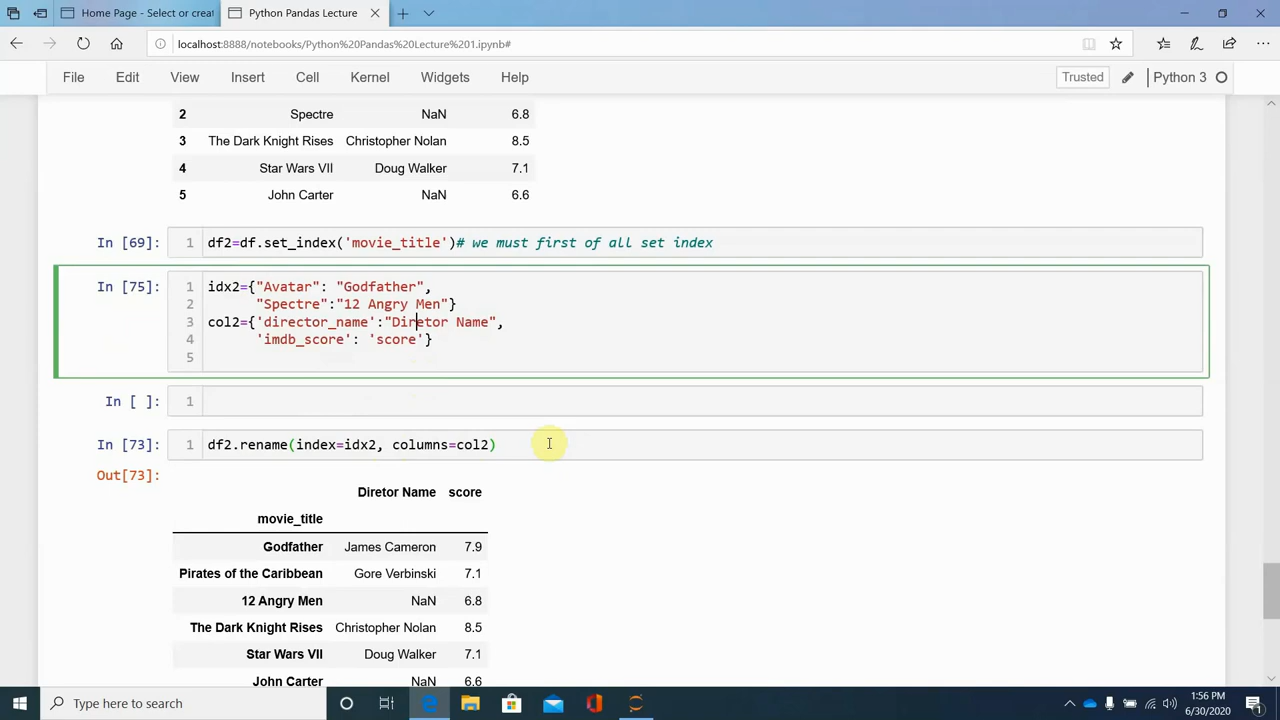 Home Page - Select or creat
Python Pandas Lecture
localhost:8888/notebooks/Python%20Pandas%20Lecture%201.ipynb#
File Edit View Insert Cell Kernel Widgets Help
Trusted Python 3
2 Spectre NaN 6.8
3 The Dark Knight Rises Christopher Nolan 8.5
4 Star Wars VII Doug Walker 7.1
5 John Carter NaN 6.6
In [69]: 1 df2=df.set_index('movie_title')# we must first of all set index
In [75]: 1 idx2={"Avatar": "Godfather",
2 "Spectre":"12 Angry Men"}
3 col2={'director_name':"Diretor Name",
4 'imdb_score': 'score'}
5
In [ ]: 1
In [73]: 1 df2.rename(index=idx2, columns=col2)
Out[73]:
Diretor Name score
movie_title
Godfather James Cameron 7.9
Pirates of the Caribbean Gore Verbinski 7.1
12 Angry Men NaN 6.8
The Dark Knight Rises Christopher Nolan 8.5
Star Wars VII Doug Walker 7.1
John Carter NaN 6.6
Type here to search
1:56 PM
6/30/2020
1